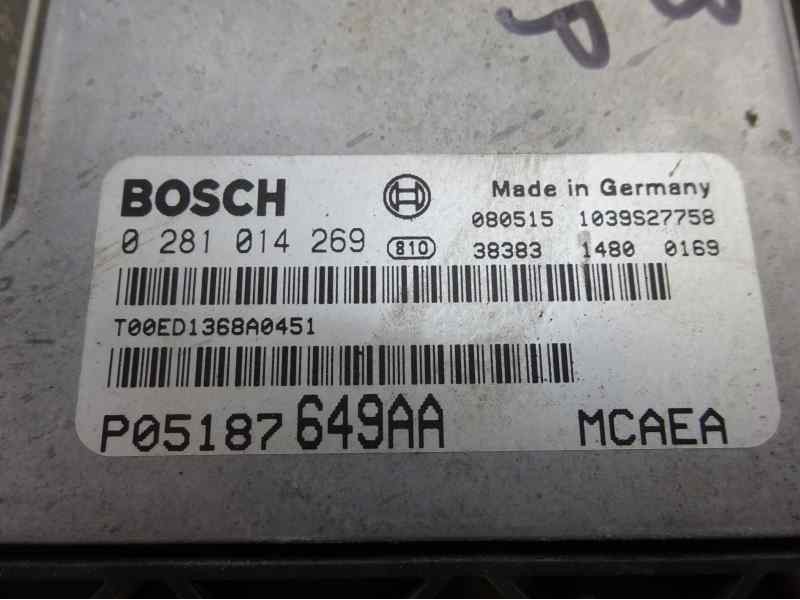 BOSCH Made in Germany
080515 1039S27758
0 281 014 269 810 38383 1480 0169
T00ED1368A0451
P05187649AA MCAEA